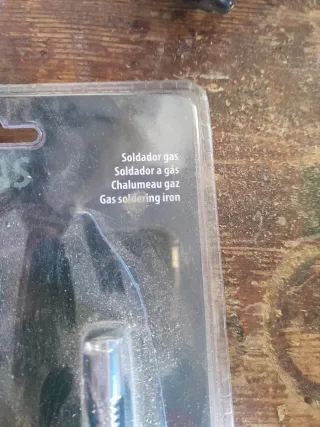 Soldador gas
Soldador a gas
Chalumeau gaz
Gas soldering iron